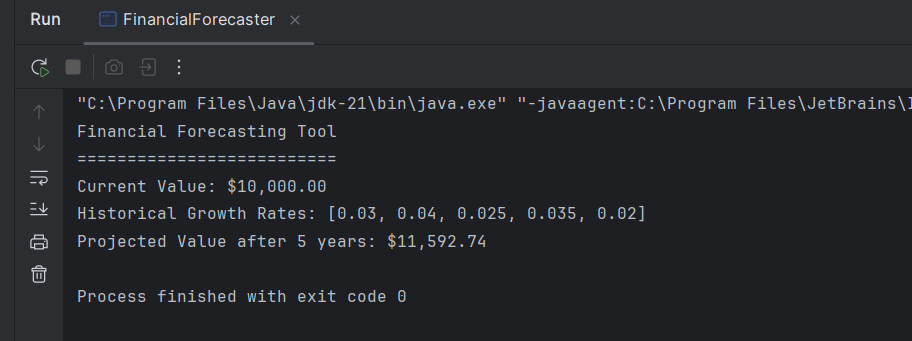 Run FinancialForecaster
"C:\Program Files\Java\jdk-21\bin\java.exe" "-javaagent:C:\Program Files\JetBrains\
Financial Forecasting Tool
==========================
Current Value: $10,000.00
Historical Growth Rates: [0.03, 0.04, 0.025, 0.035, 0.02]
Projected Value after 5 years: $11,592.74
Process finished with exit code 0